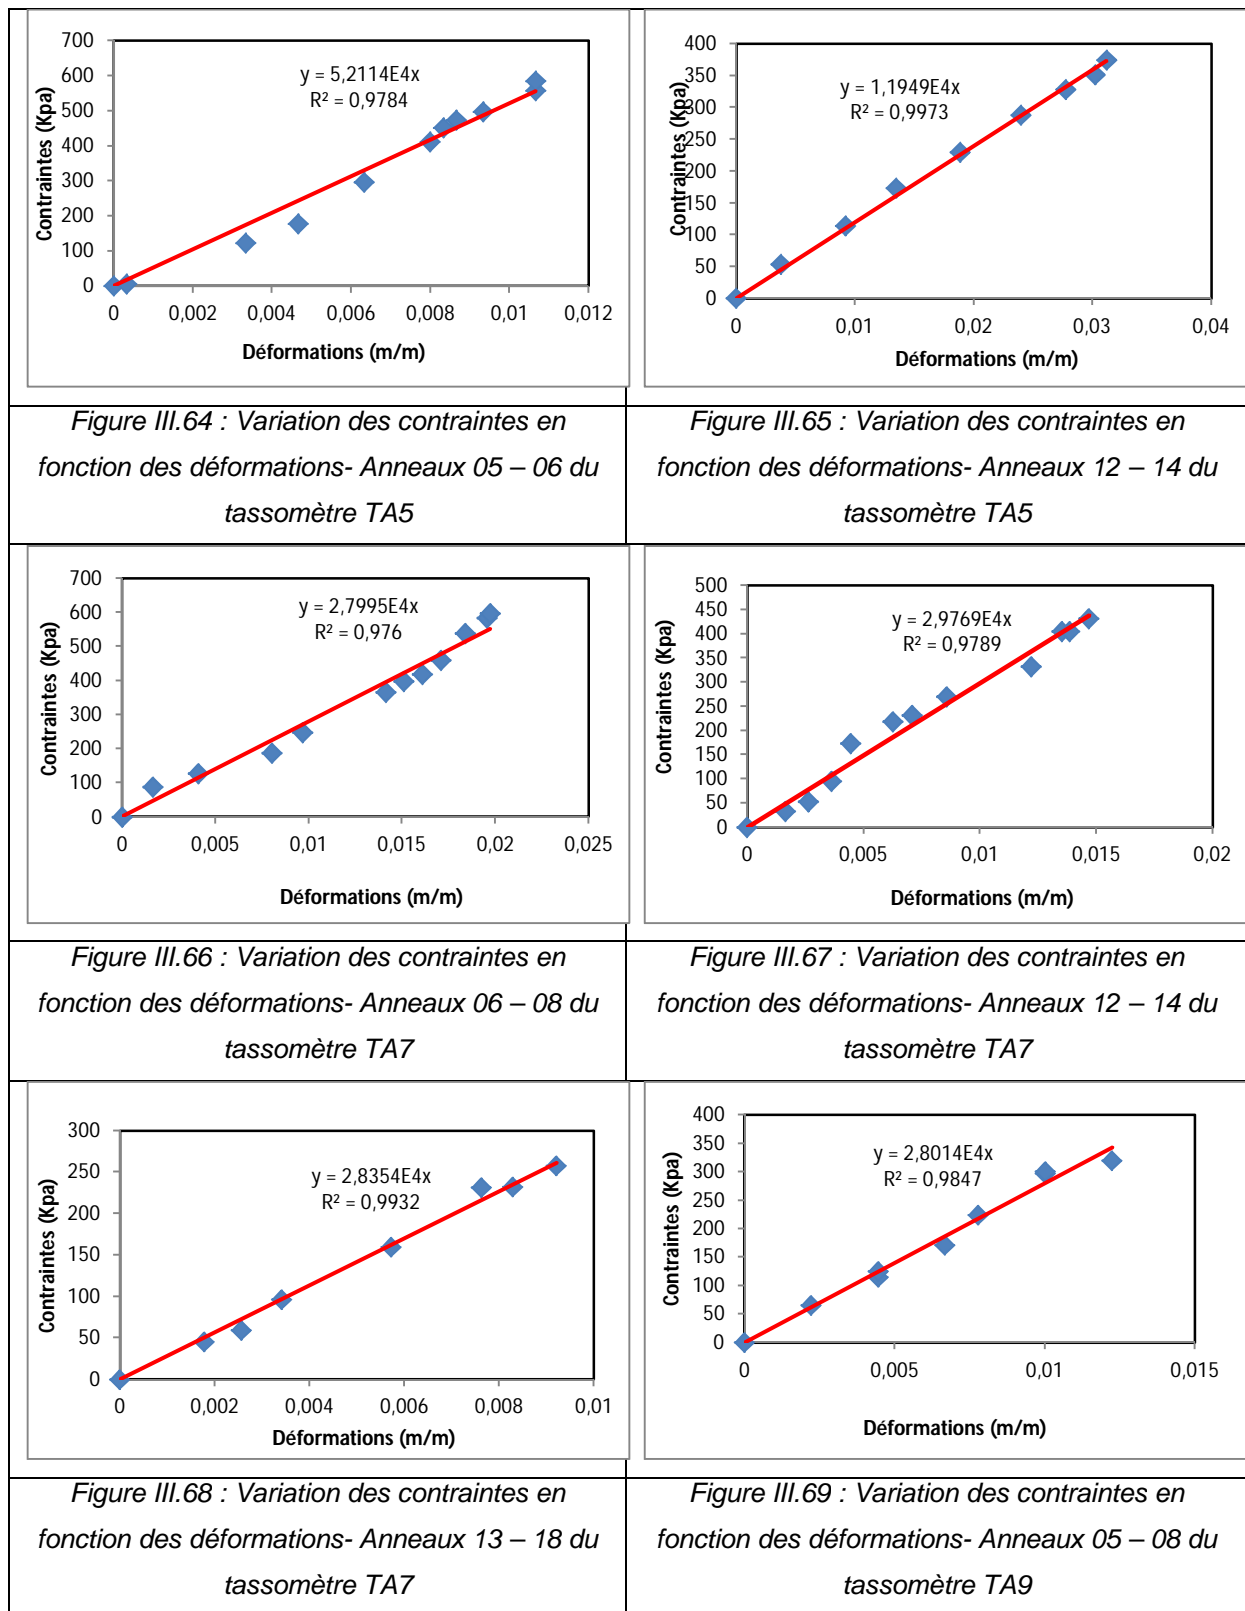 700
600
500
400
300
200
100
0
Contraintes (Kpa)
y = 5,2114E4x
R² = 0,9784
0 0,002 0,004 0,006 0,008 0,01 0,012
Déformations (m/m)
400
350
300
250
200
150
100
50
0
Contraintes (Kpa)
y = 1,1949E4x
R² = 0,9973
0 0,01 0,02 0,03 0,04
Déformations (m/m)
Figure III.64 : Variation des contraintes en
fonction des déformations- Anneaux 05 – 06 du
tassomètre TA5
Figure III.65 : Variation des contraintes en
fonction des déformations- Anneaux 12 – 14 du
tassomètre TA5
700
600
500
400
300
200
100
0
Contraintes (Kpa)
y = 2,7995E4x
R² = 0,976
0 0,005 0,01 0,015 0,02 0,025
Déformations (m/m)
500
450
400
350
300
250
200
150
100
50
0
Contraintes (Kpa)
y = 2,9769E4x
R² = 0,9789
0 0,005 0,01 0,015 0,02
Déformations (m/m)
Figure III.66 : Variation des contraintes en
fonction des déformations- Anneaux 06 – 08 du
tassomètre TA7
Figure III.67 : Variation des contraintes en
fonction des déformations- Anneaux 12 – 14 du
tassomètre TA7
300
250
200
150
100
50
0
Contraintes (Kpa)
y = 2,8354E4x
R² = 0,9932
0 0,002 0,004 0,006 0,008 0,01
Déformations (m/m)
400
350
300
250
200
150
100
50
0
Contraintes (Kpa)
y = 2,8014E4x
R² = 0,9847
0 0,005 0,01 0,015
Déformations (m/m)
Figure III.68 : Variation des contraintes en
fonction des déformations- Anneaux 13 – 18 du
tassomètre TA7
Figure III.69 : Variation des contraintes en
fonction des déformations- Anneaux 05 – 08 du
tassomètre TA9